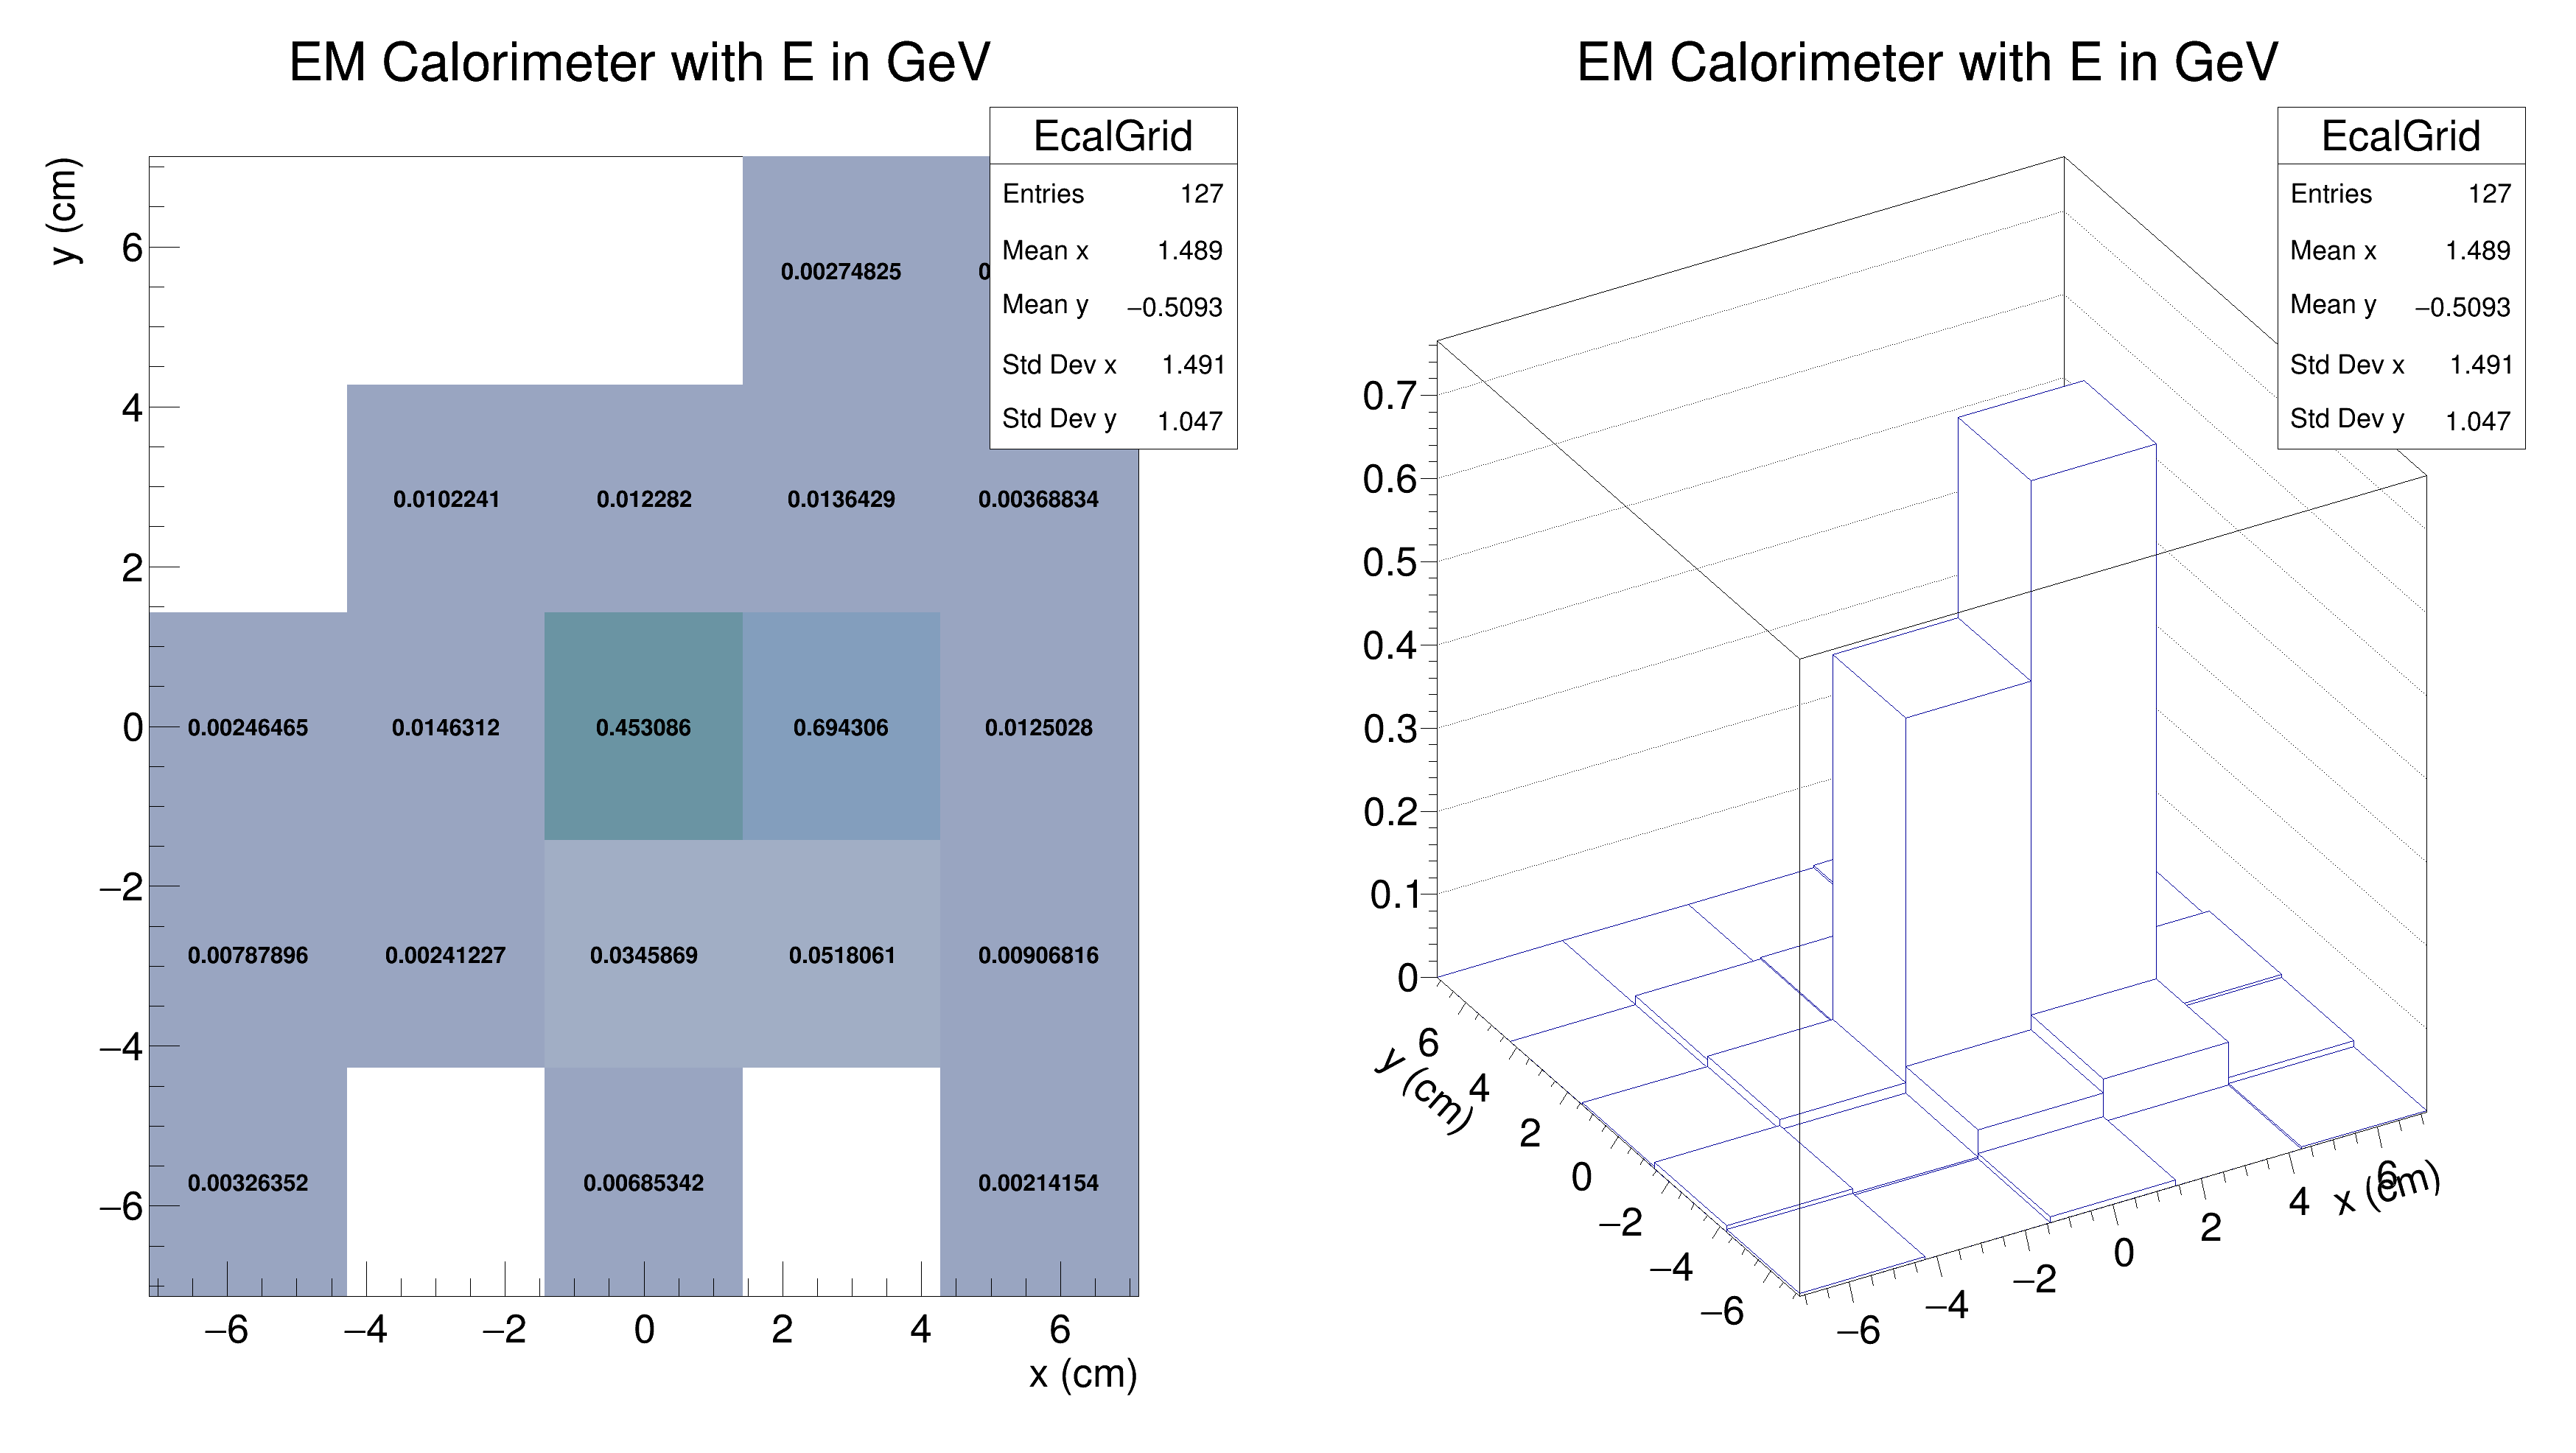 EM Calorimeter with E in GeV
EcalGrid
Entries 127
Mean x 1.489
Mean y −0.5093
Std Dev x 1.491
Std Dev y 1.047
y (cm)
6
4
2
0
−2
−4
−6
0.00274825
0.0102241 0.012282 0.0136429 0.00368834
0.00246465 0.0146312 0.453086 0.694306 0.0125028
0.00787896 0.00241227 0.0345869 0.0518061 0.00906816
0.00326352 0.00685342 0.00214154
−6 −4 −2 0 2 4 6
x (cm)
EM Calorimeter with E in GeV
EcalGrid
Entries 127
Mean x 1.489
Mean y −0.5093
Std Dev x 1.491
Std Dev y 1.047
0.7
0.6
0.5
0.4
0.3
0.2
0.1
0
6
4
2
0
−2
−4
−6
y (cm)
−6 −4 −2 0 2 4 6
x (cm)